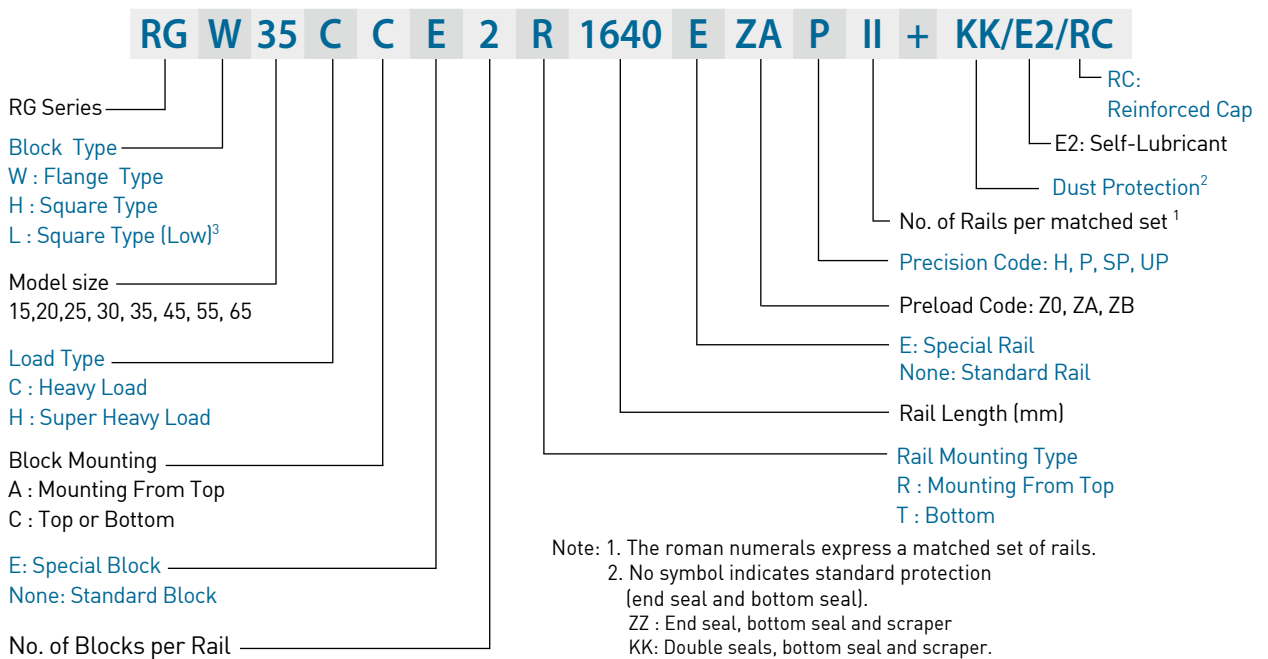 RG W 35 C C E 2 R 1640 E ZA P II + KK/E2/RC
RG Series
Block Type
W : Flange Type
H : Square Type
L : Square Type (Low)3
Model size
15,20,25, 30, 35, 45, 55, 65
Load Type
C : Heavy Load
H : Super Heavy Load
Block Mounting
A : Mounting From Top
C : Top or Bottom
E: Special Block
None: Standard Block
No. of Blocks per Rail
RC:
Reinforced Cap
E2: Self-Lubricant
Dust Protection2
No. of Rails per matched set 1
Precision Code: H, P, SP, UP
Preload Code: Z0, ZA, ZB
E: Special Rail
None: Standard Rail
Rail Length (mm)
Rail Mounting Type
R : Mounting From Top
T : Bottom
Note: 1. The roman numerals express a matched set of rails.
2. No symbol indicates standard protection
(end seal and bottom seal).
ZZ : End seal, bottom seal and scraper
KK: Double seals, bottom seal and scraper.